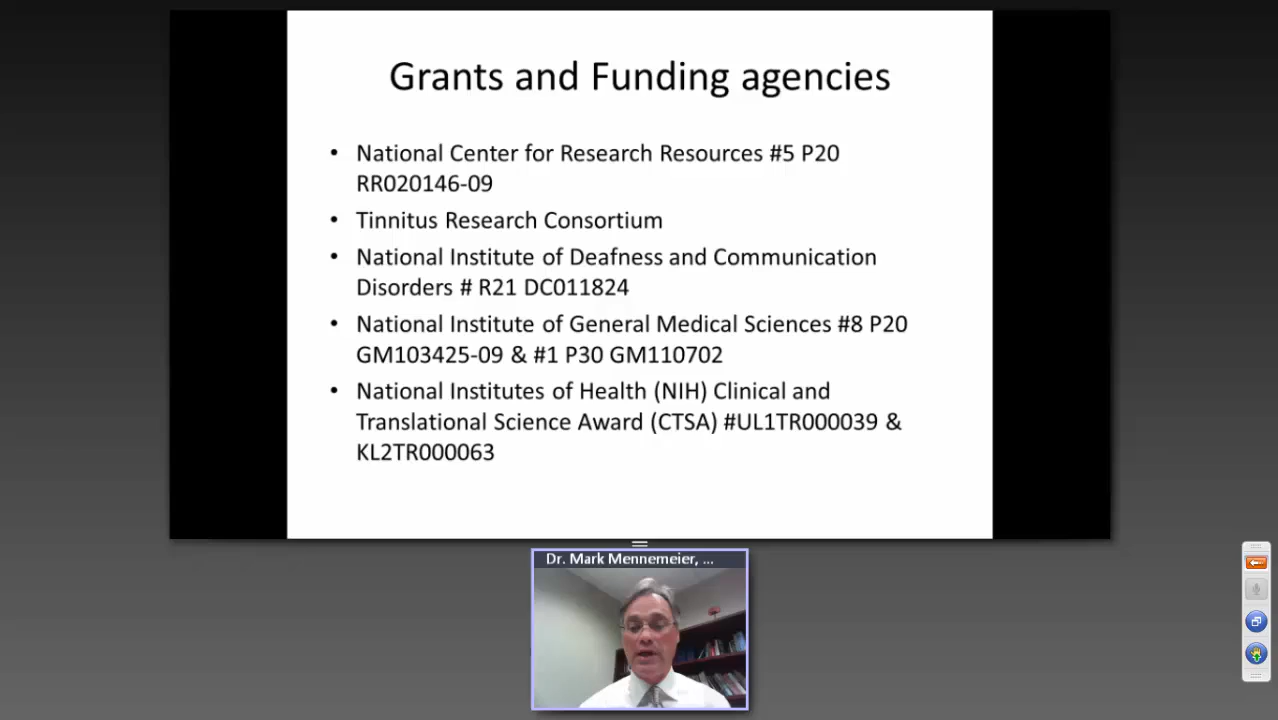 Grants and Funding agencies
• National Center for Research Resources #5 P20
RR020146-09
• Tinnitus Research Consortium
• National Institute of Deafness and Communication
Disorders # R21 DC011824
• National Institute of General Medical Sciences #8 P20
GM103425-09 & #1 P30 GM110702
• National Institutes of Health (NIH) Clinical and
Translational Science Award (CTSA) #UL1TR000039 &
KL2TR000063
Dr. Mark Mennemeier, ...